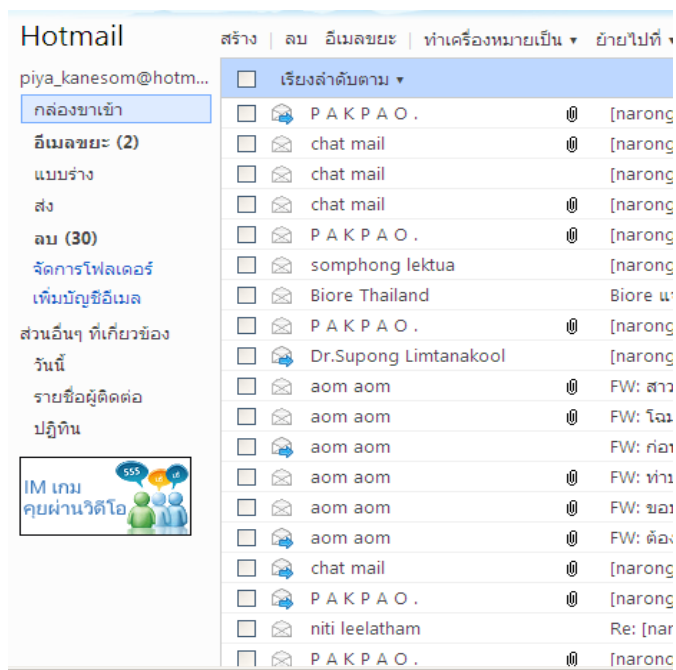 Hotmail
สร้าง | ลบ อีเมลขยะ | ทำเครื่องหมายเป็น ย้ายไปที่
piya_kanesom@hotm...
เรียงลำดับตาม
กล่องขาเข้า
อีเมลขยะ (2)
แบบร่าง
ส่ง
ลบ (30)
จัดการโฟลเดอร์
เพิ่มบัญชีอีเมล
ส่วนอื่นๆ ที่เกี่ยวข้อง
วันนี้
รายชื่อผู้ติดต่อ
ปฏิทิน
555
IM เกม
คุยผ่านวิดีโอ
P A K P A O . [narong
chat mail [narong
chat mail [narong
chat mail [narong
P A K P A O . [narong
somphong lektua [narong
Biore Thailand Biore
P A K P A O . [narong
Dr.Supong Limtanakool [narong
aom aom FW: สาว
aom aom FW: โฉม
aom aom FW: ก่อน
aom aom FW: ท่าน
aom aom FW: ขอบ
aom aom FW: ต้อง
chat mail [narong
P A K P A O . [narong
niti leelatham Re: [nar
P A K P A O . [narong